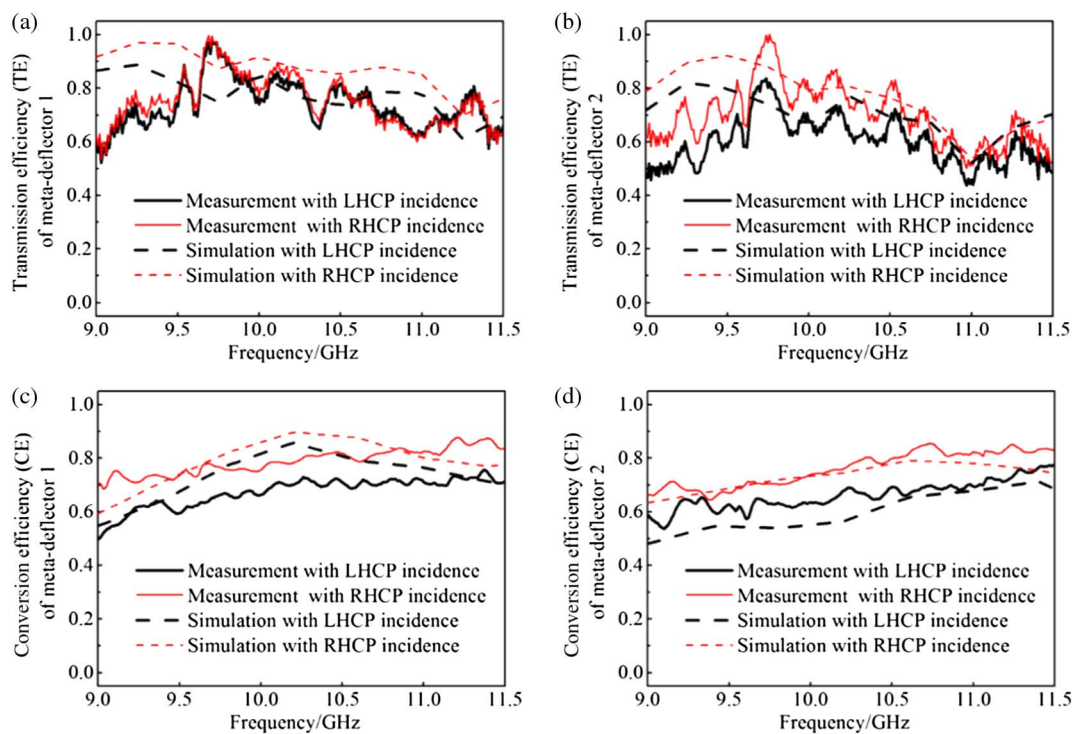 (a)
Transmission efficiency (TE)
of meta-deflector 1
1.0
0.8
0.6
0.4
0.2
0.0
Measurement with LHCP incidence
Measurement with RHCP incidence
Simulation with LHCP incidence
Simulation with RHCP incidence
9.0 9.5 10.0 10.5 11.0 11.5
Frequency/GHz
(b)
Transmission efficiency (TE)
of meta-deflector 2
1.0
0.8
0.6
0.4
0.2
0.0
Measurement with LHCP incidence
Measurement with RHCP incidence
Simulation with LHCP incidence
Simulation with RHCP incidence
9.0 9.5 10.0 10.5 11.0 11.5
Frequency/GHz
(c)
Conversion efficiency (CE)
of meta-deflector 1
1.0
0.8
0.6
0.4
0.2
0.0
Measurement with LHCP incidence
Measurement with RHCP incidence
Simulation with LHCP incidence
Simulation with RHCP incidence
9.0 9.5 10.0 10.5 11.0 11.5
Frequency/GHz
(d)
Conversion efficiency (CE)
of meta-deflector 2
1.0
0.8
0.6
0.4
0.2
0.0
Measurement with LHCP incidence
Measurement with RHCP incidence
Simulation with LHCP incidence
Simulation with RHCP incidence
9.0 9.5 10.0 10.5 11.0 11.5
Frequency/GHz